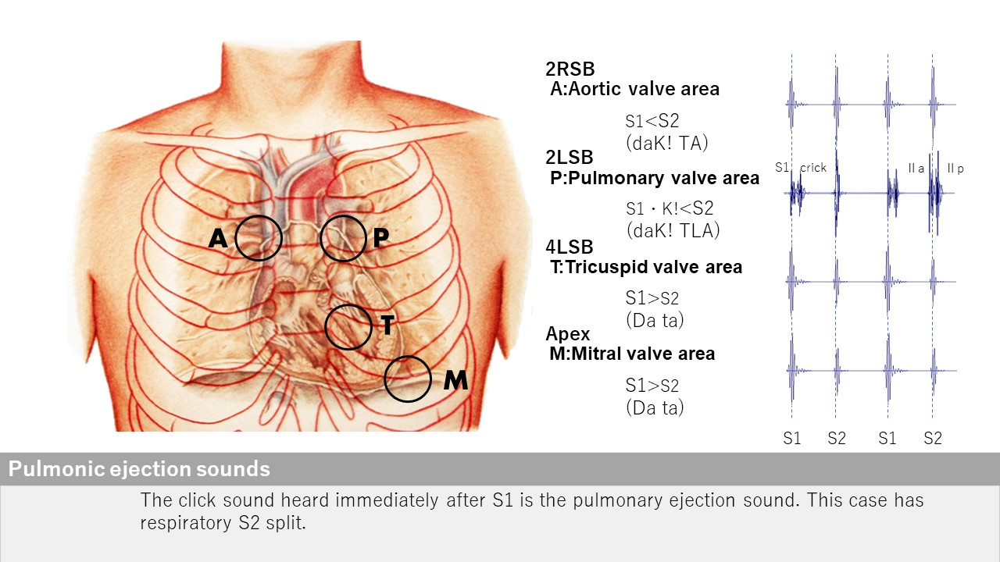 A
P
T
M
2RSB
A:Aortic valve area
S1<S2
(daK! TA)
2LSB
P:Pulmonary valve area
S1・K!<S2
(daK! TLA)
4LSB
T:Tricuspid valve area
S1>S2
(Da ta)
Apex
M:Mitral valve area
S1>S2
(Da ta)
S1 crick II a II p
S1 S2 S1 S2
Pulmonic ejection sounds
The click sound heard immediately after S1 is the pulmonary ejection sound. This case has
respiratory S2 split.